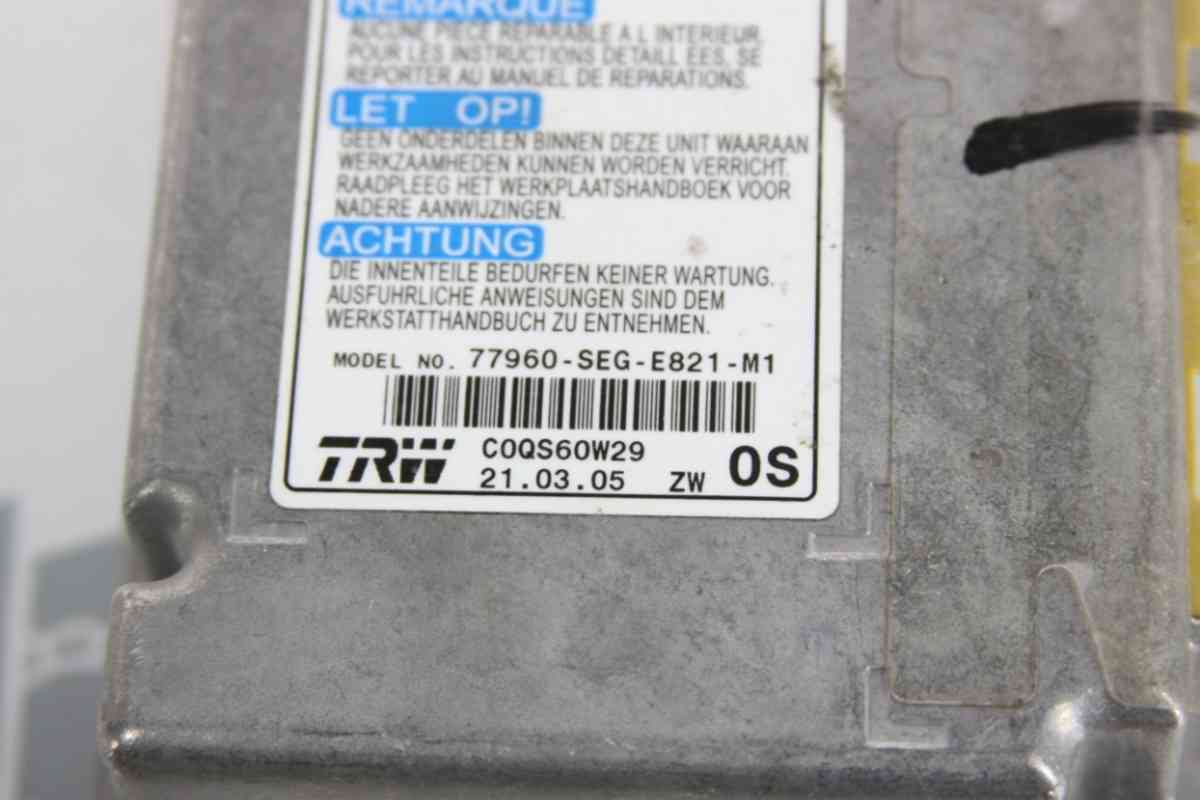 REMARQUE
AUCUNE PIECE REPARABLE A L INTERIEUR,
POUR LES INSTRUCTIONS DETAILL EES, SE
REPORTER AU MANUEL DE REPARATIONS.
LET OP!
GEEN ONDERDELEN BINNEN DEZE UNIT WAARAAN
WERKZAAMHEDEN KUNNEN WORDEN VERRICHT.
RAADPLEEG HET WERKPLAATSHANDBOEK VOOR
NADERE AANWIJZINGEN.
ACHTUNG
DIE INNENTEILE BEDURFEN KEINER WARTUNG.
AUSFUHRLICHE ANWEISUNGEN SIND DEM
WERKSTATTHANDBUCH ZU ENTNEHMEN.
MODEL NO. 77960-SEG-E821-M1
TRW C0QS60W29
21.03.05 ZW 0S